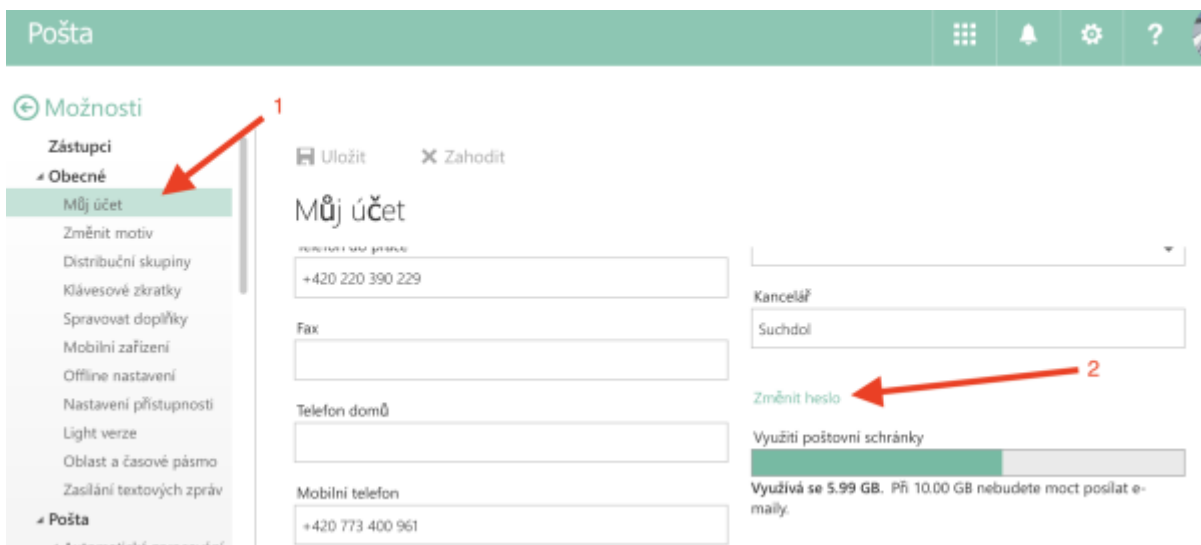 Pošta
?
Možnosti
1
Zástupci
Obecné
Můj účet
Změnit motiv
Distribuční skupiny
Klávesové zkratky
Spravovat doplňky
Mobilní zařízení
Offline nastavení
Nastavení přístupnosti
Light verze
Oblast a časové pásmo
Zasílání textových zpráv
Pošta
Uložit
Zahodit
Můj účet
Telefon do práce
+420 220 390 229
Fax
Telefon domů
Mobilní telefon
+420 773 400 961
Kancelář
Suchdol
2
Změnit heslo
Využití poštovní schránky
Využívá se 5.99 GB. Při 10.00 GB nebudete moct posílat e-
maily.